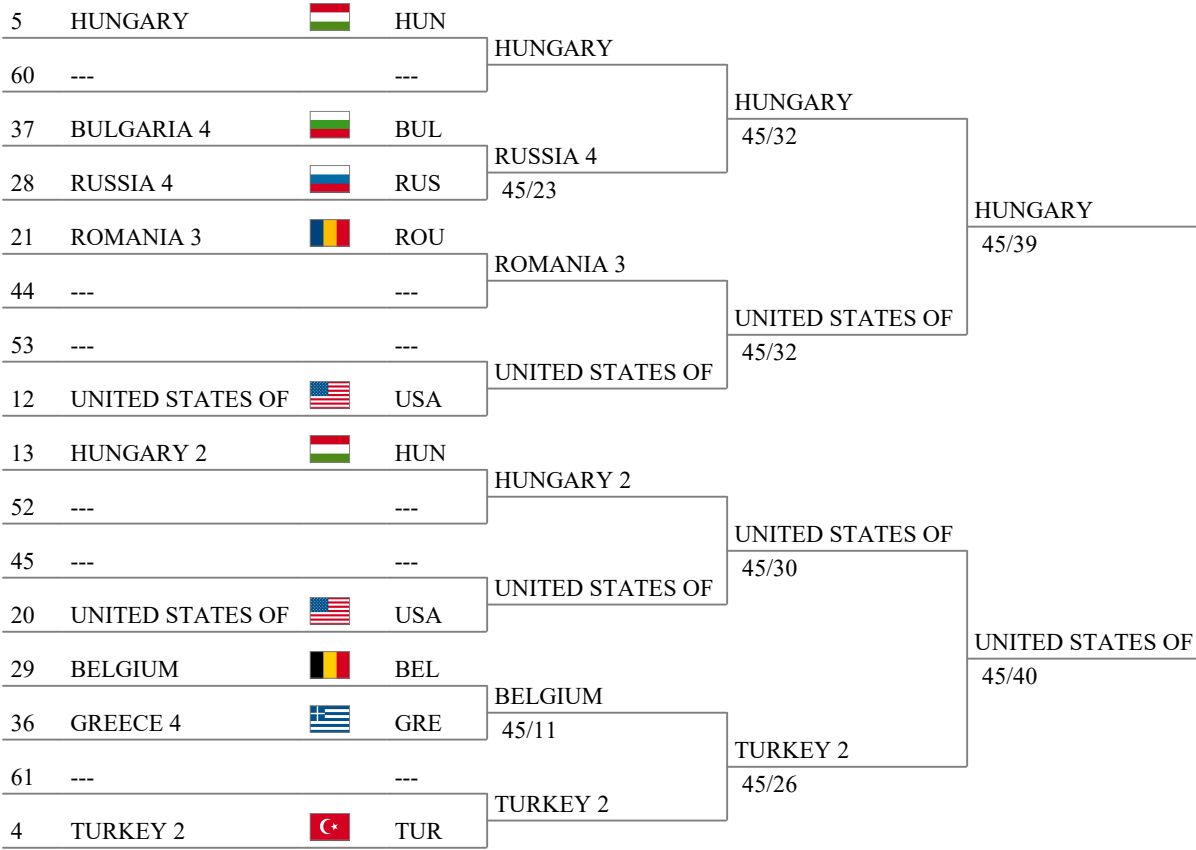 5 HUNGARY HUN
HUNGARY
60 --- ---
HUNGARY
37 BULGARIA 4 BUL
45/32
RUSSIA 4
28 RUSSIA 4 RUS
45/23
HUNGARY
21 ROMANIA 3 ROU
45/39
ROMANIA 3
44 --- ---
UNITED STATES OF
53 --- ---
45/32
UNITED STATES OF
12 UNITED STATES OF USA
13 HUNGARY 2 HUN
HUNGARY 2
52 --- ---
UNITED STATES OF
45 --- ---
45/30
UNITED STATES OF
20 UNITED STATES OF USA
UNITED STATES OF
29 BELGIUM BEL
45/40
BELGIUM
36 GREECE 4 GRE
45/11
TURKEY 2
61 --- ---
45/26
TURKEY 2
4 TURKEY 2 TUR